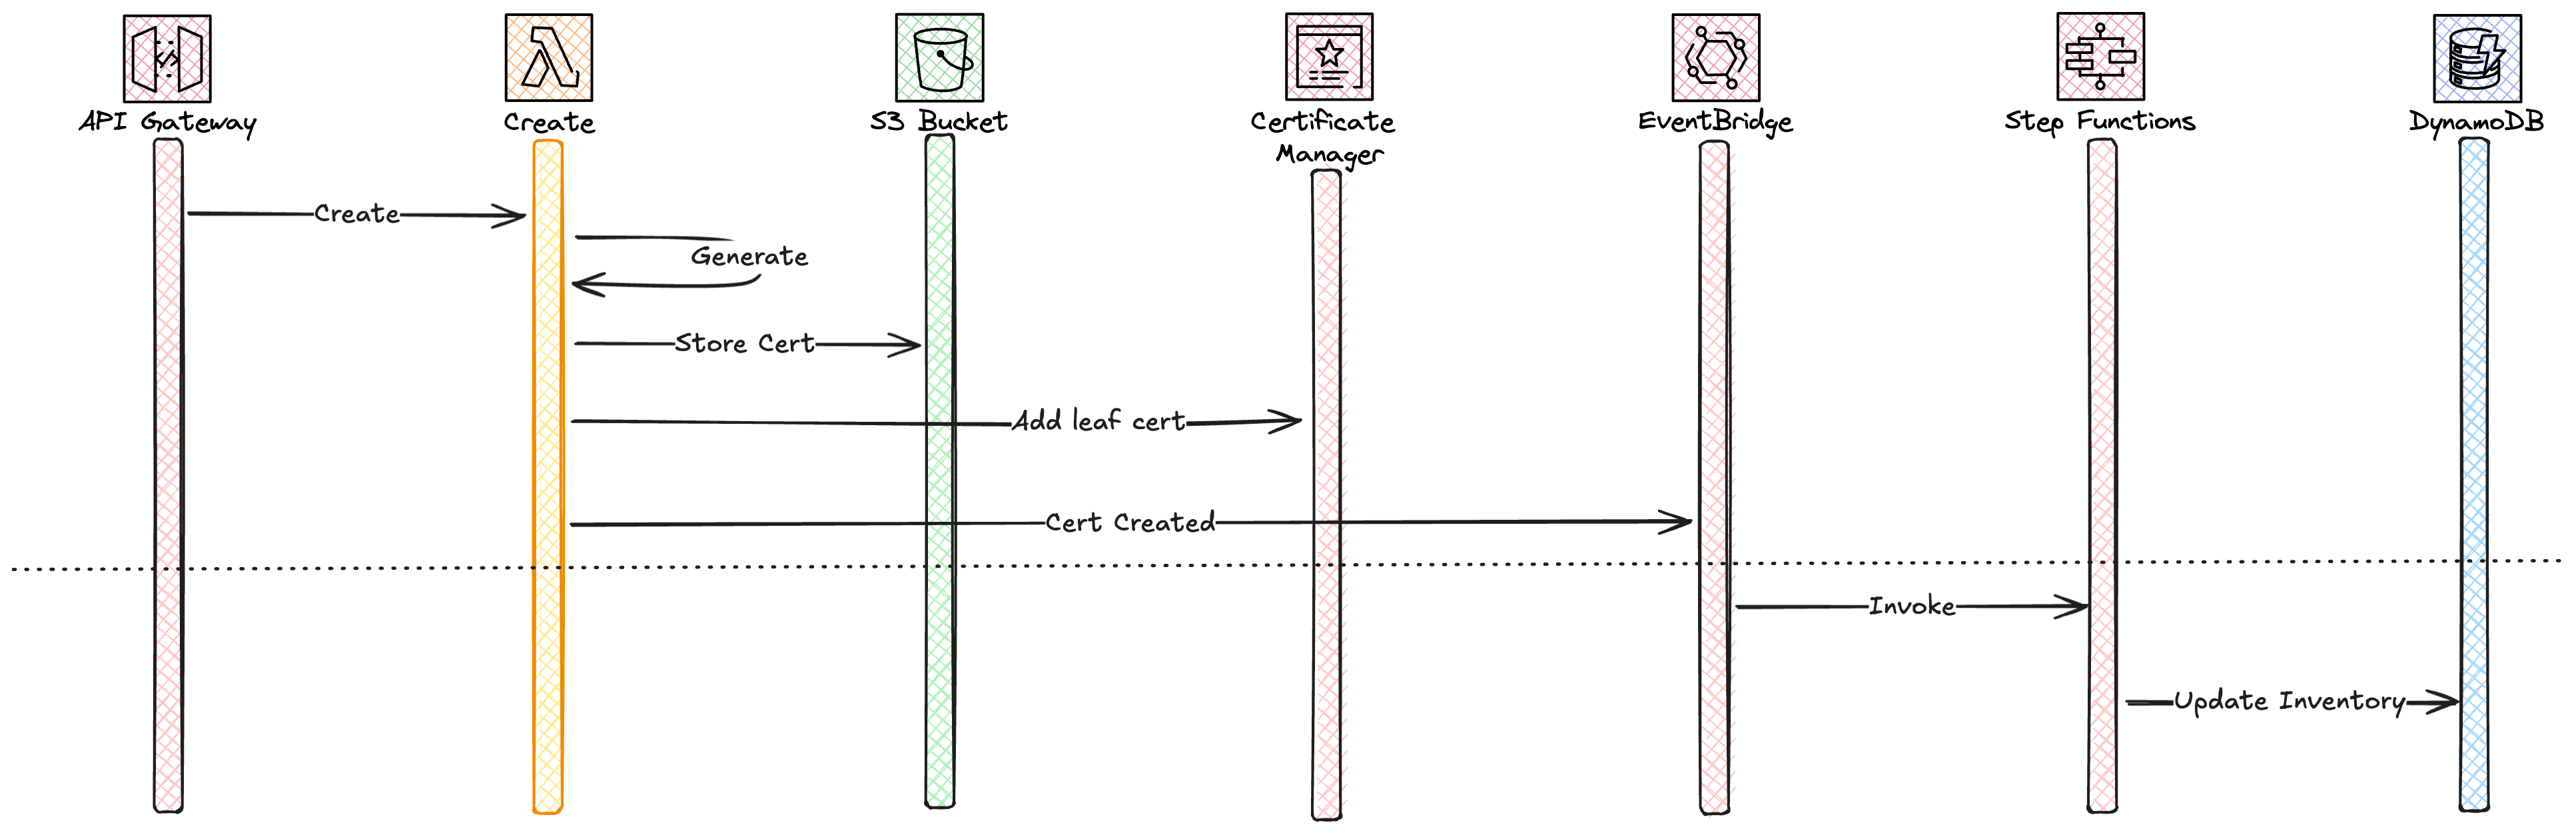 API Gateway
Create
S3 Bucket
Certificate
Manager
EventBridge
Step Functions
DynamoDB
Create
Generate
Store Cert
Add leaf cert
Cert Created
Invoke
Update Inventory